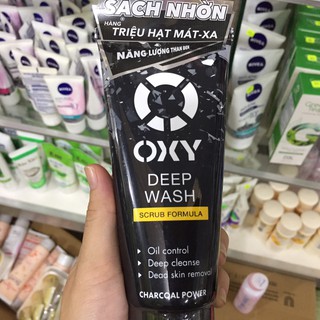 SẠCH NHỜN
HÀNG
TRIỆU HẠT MÁT-XA
NĂNG LƯỢNG THAN
OXY
DEEP
WASH
SCRUB FORMULA
Oil control
Deep cleanse
Dead skin removal
CHARCOAL POWER
NIVEA
NIVEA